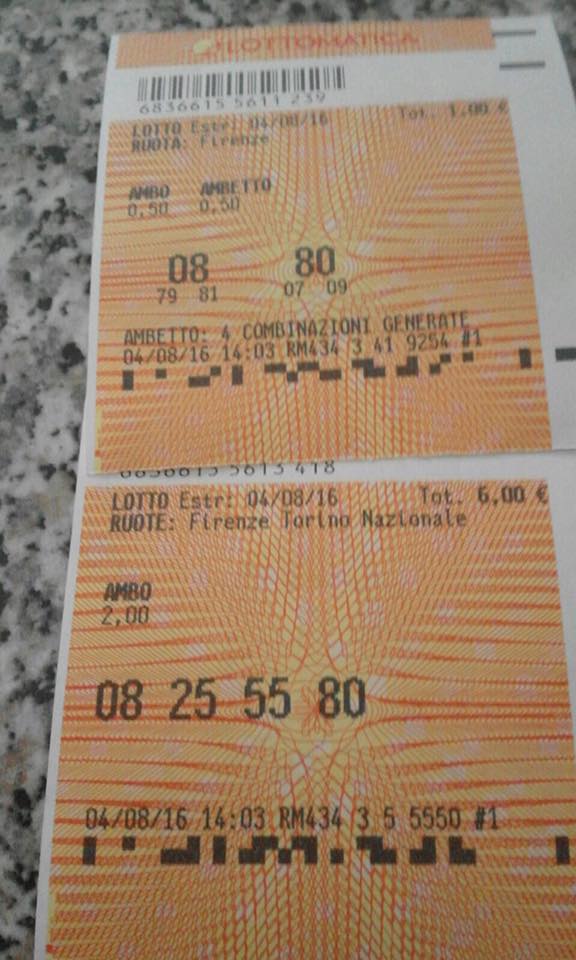 LOTTOMATICA
6836615 5611 239
LOTTO Estr: 04/08/16 Tot. 1,00 €
RUOTA: Firenze
AMBO AMBETTO
0,50 0,50
08 80
79 81 07 09
AMBETTO: 4 COMBINAZIONI GENERATE
04/08/16 14:03 RM434 3 41 9254 #1
5613 418
LOTTO Estr: 04/08/16 Tot. 6,00 €
RUOTE: Firenze Torino Nazionale
AMBO
2,00
08 25 55 80
04/08/16 14:03 RM434 3 5 5550 #1